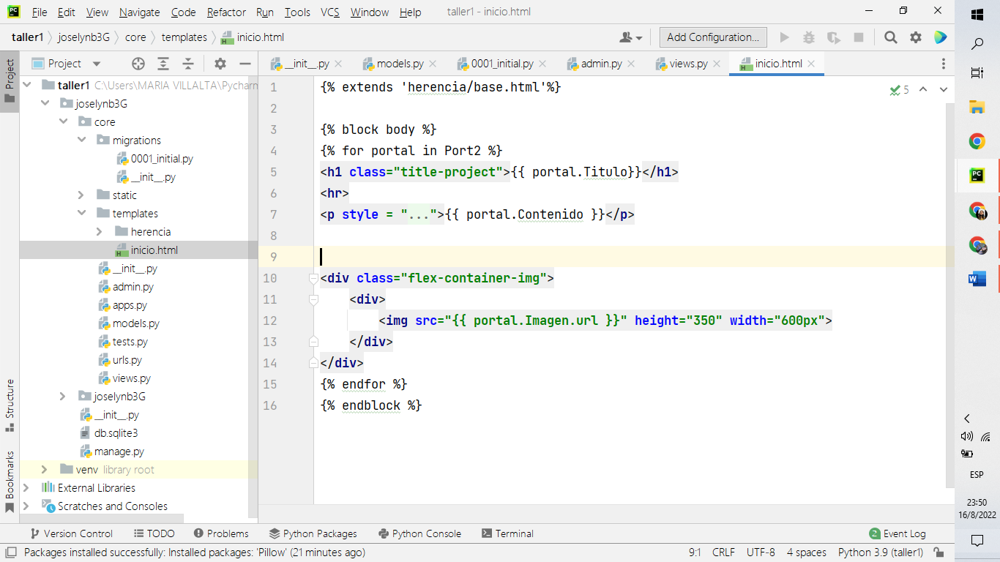 PC File Edit View Navigate Code Refactor Run Tools VCS Window Help taller1 - inicio.html
taller1 joselynb3G core templates inicio.html Add Configuration...
Project Project __init__.py models.py 0001_initial.py admin.py views.py inicio.html
taller1 C:\Users\MARIA VILLALTA\Pycharm
joselynb3G
core
migrations
0001_initial.py
__init__.py
static
templates
herencia
inicio.html
__init__.py
admin.py
apps.py
models.py
tests.py
urls.py
views.py
joselynb3G
__init__.py
db.sqlite3
manage.py
venv library root
External Libraries
Scratches and Consoles
Structure
Bookmarks
1 {% extends 'herencia/base.html'%}
2
3 {% block body %}
4 {% for portal in Port2 %}
5 <h1 class="title-project">{{ portal.Titulo}}</h1>
6 <hr>
7 <p style = "...">{{ portal.Contenido }}</p>
8
9
10 <div class="flex-container-img">
11 <div>
12 <img src="{{ portal.Imagen.url }}" height="350" width="600px">
13 </div>
14 </div>
15 {% endfor %}
16 {% endblock %}
5
Version Control TODO Problems Python Packages Python Console Terminal 2 Event Log
Packages installed successfully: Installed packages: 'Pillow' (21 minutes ago) 9:1 CRLF UTF-8 4 spaces Python 3.9 (taller1)
PC
W
ESP
23:50
16/8/2022